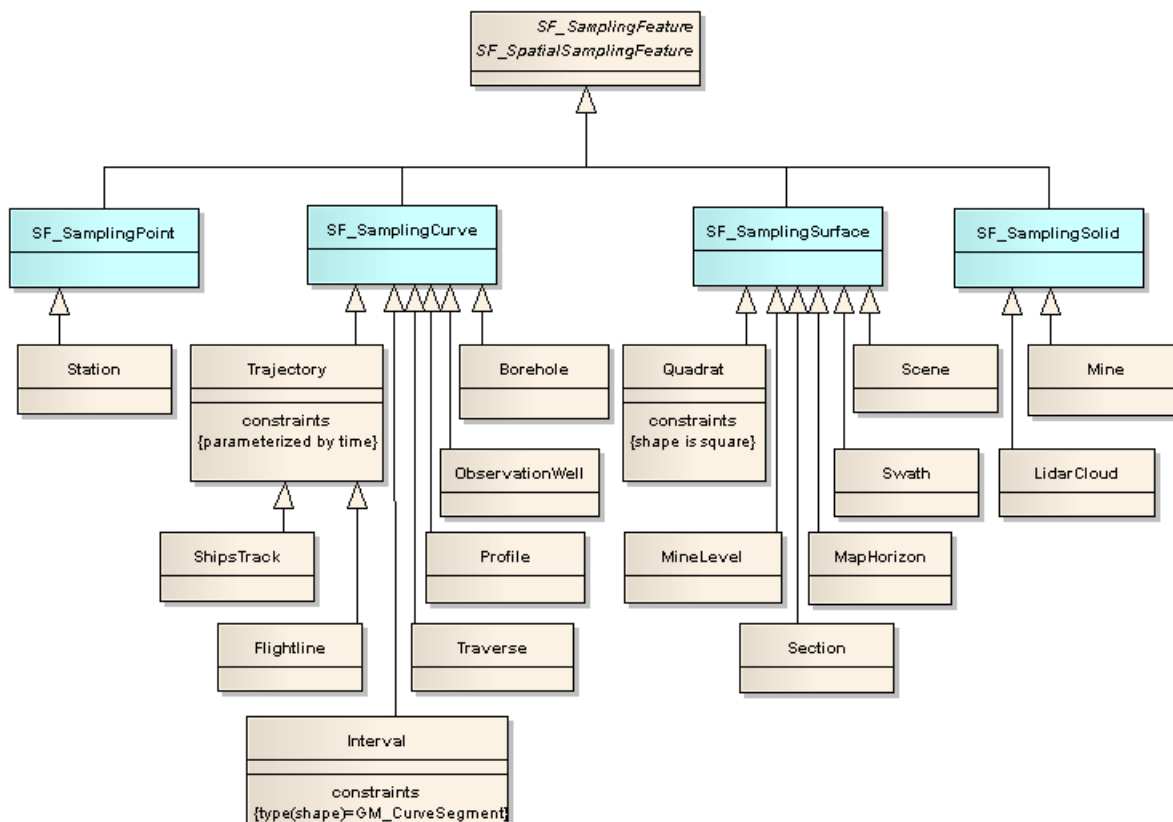 SF_SamplingFeature
SF_SpatialSamplingFeature
SF_SamplingPoint
SF_SamplingCurve
SF_SamplingSurface
SF_SamplingSolid
Station
Trajectory
constraints
{parameterized by time}
Borehole
Quadrat
constraints
{shape is square}
Scene
Mine
ObservationWell
Swath
LidarCloud
ShipsTrack
Profile
MineLevel
MapHorizon
Flightline
Traverse
Section
Interval
constraints
{type(shape)=GM_CurveSegment}